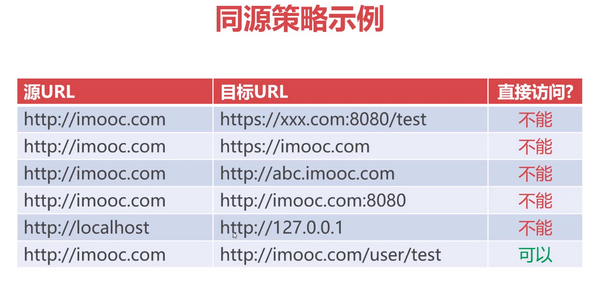 同源策略示例
源URL 目标URL 直接访问?
http://imooc.com https://xxx.com:8080/test 不能
http://imooc.com https://imooc.com 不能
http://imooc.com http://abc.imooc.com 不能
http://imooc.com http://imooc.com:8080 不能
http://localhost http://127.0.0.1 不能
http://imooc.com http://imooc.com/user/test 可以